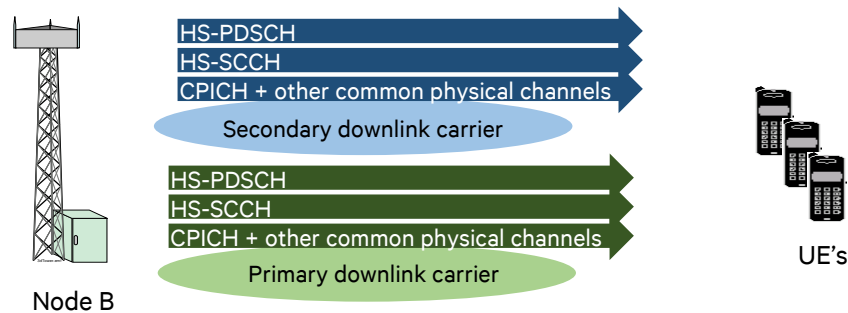 HS-PDSCH
HS-SCCH
CPICH + other common physical channels
Secondary downlink carrier
HS-PDSCH
HS-SCCH
CPICH + other common physical channels
Primary downlink carrier
Node B
UE's